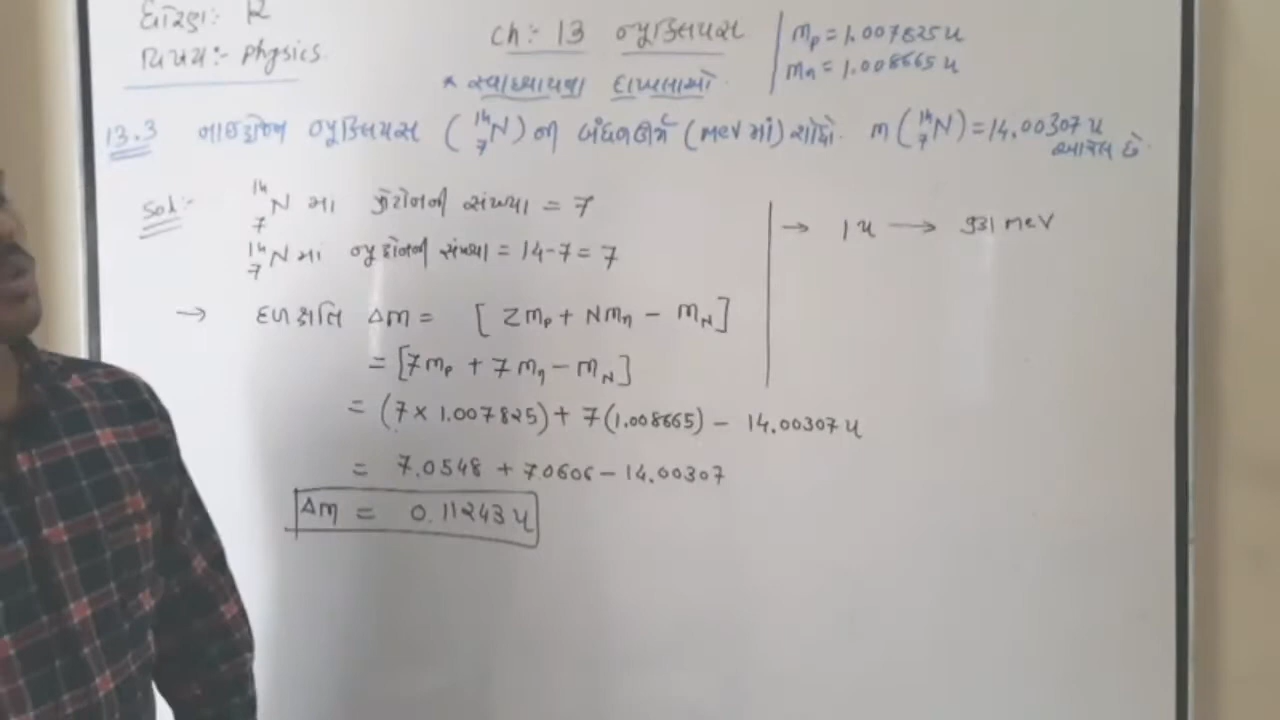 ધોરણ:- 12
વિષય:- Physics.
Ch:- 13 ન્યુક્લિયસ
* સ્વાધ્યાયના દાખલાઓ.
mp = 1.007825 u
mn = 1.008665 u
13.3 નાઈટ્રોજન ન્યુક્લિયસ (¹⁴₇N) ની બંધનઊર્જા (MeV માં) શોધો. m (¹⁴₇N) = 14.00307 u
આપેલ છે.
Sol:- ¹⁴₇N માં પ્રોટોનની સંખ્યા = 7
¹⁴₇N માં ન્યુટ્રોનની સંખ્યા = 14-7 = 7
→ 1u → 931 MeV
→ દળક્ષતિ Δm = [ Zmp + Nmn - mN ]
= [7mp + 7mn - mN]
= (7 × 1.007825) + 7(1.008665) - 14.00307 u
= 7.0548 + 7.0606 - 14.00307
Δm = 0.11243 u